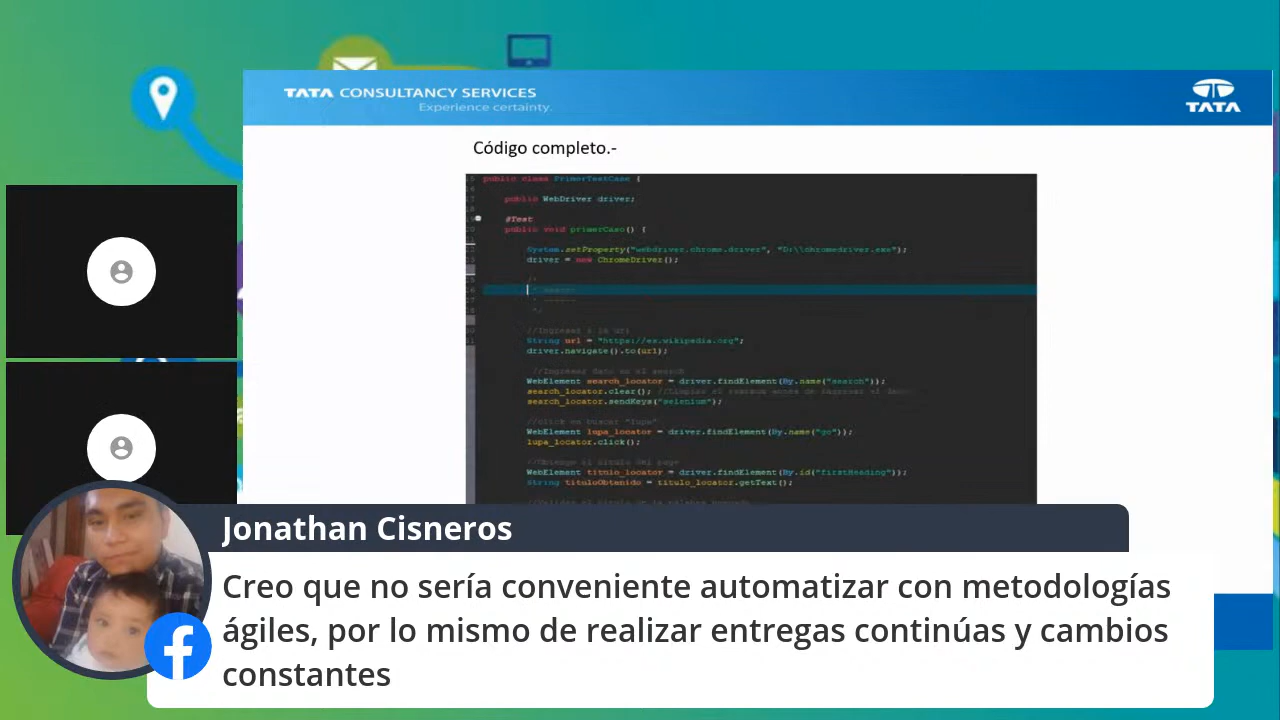 TATA CONSULTANCY SERVICES
Experience certainty.
TATA
Código completo.-
public class PrimerTestCase {
public WebDriver driver;
@Test
public void primerCaso() {
System.setProperty("webdriver.chrome.driver", "D:\\chromedriver.exe");
driver = new ChromeDriver();
/*
*/
//Ingresar a la url
String url = "https://es.wikipedia.org";
driver.navigate().to(url);
//Ingresar dato en el search
WebElement search_locator = driver.findElement(By.name("search"));
search_locator.clear();
search_locator.sendKeys("selenium");
//Click en buscar "lupa"
WebElement lupa_locator = driver.findElement(By.name("go"));
lupa_locator.click();
WebElement titulo_locator = driver.findElement(By.id("firstHeading"));
String tituloObtenido = titulo_locator.getText();
Jonathan Cisneros
Creo que no sería conveniente automatizar con metodologías
ágiles, por lo mismo de realizar entregas continúas y cambios
constantes